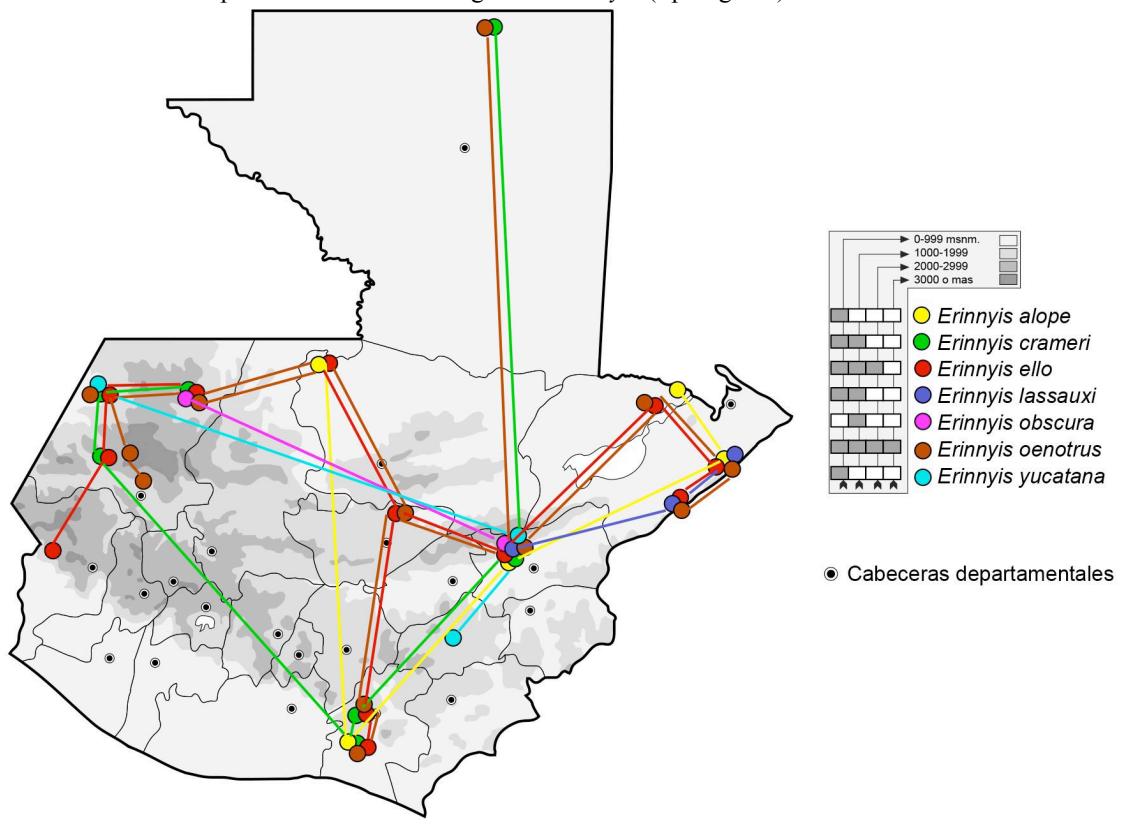 0-999 msnm.
1000-1999
2000-2999
3000 o mas
Erinnyis alope
Erinnyis crameri
Erinnyis ello
Erinnyis lassauxi
Erinnyis obscura
Erinnyis oenotrus
Erinnyis yucatana
Cabeceras departamentales